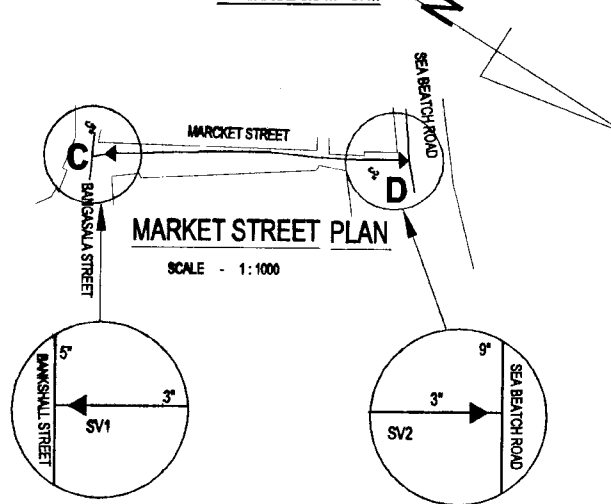 N
SEA BEATCH ROAD
MARCKET STREET
C
D
BANGASALA STREET
MARKET STREET PLAN
SCALE - 1:1000
BANKSHALL STREET
5"
3"
SV1
9"
3"
SV2
SEA BEATCH ROAD